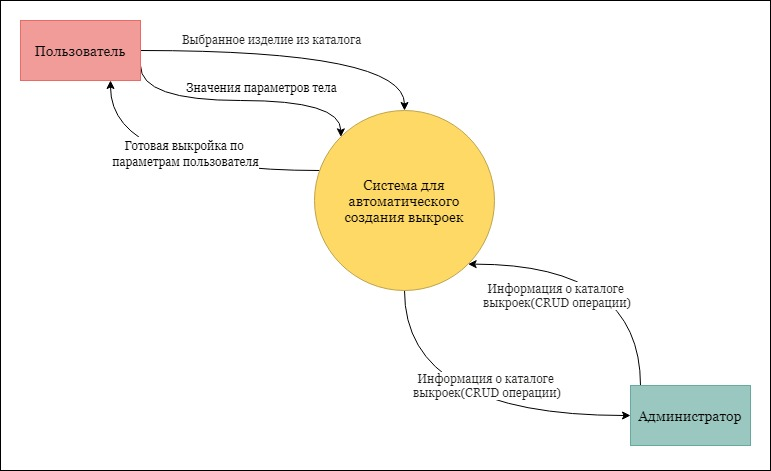 Пользователь
Выбранное изделие из каталога
Значения параметров тела
Готовая выкройка по
параметрам пользователя
Система для
автоматического
создания выкроек
Информация о каталоге
выкроек(CRUD операции)
Информация о каталоге
выкроек(CRUD операции)
Администратор